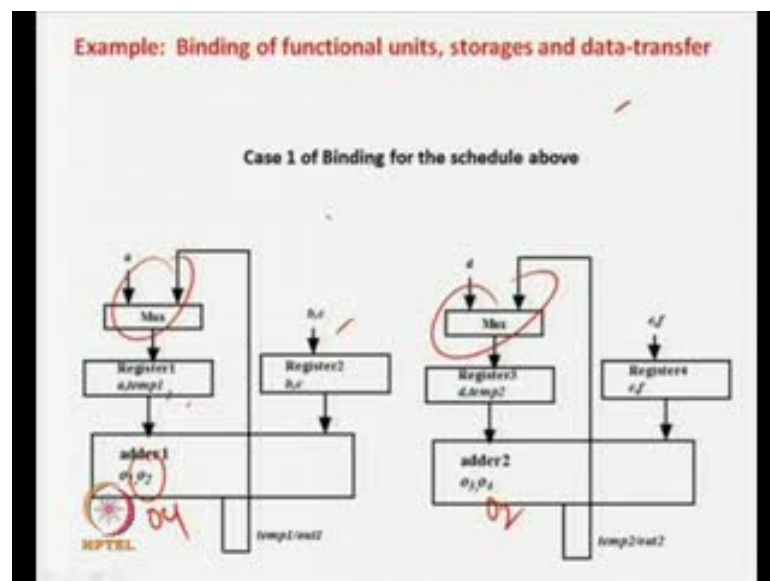 Example: Binding of functional units, storages and data-transfer
Case 1 of Binding for the schedule above
a
d
b,c
e,f
Mux
Mux
Register1
a,temp1
Register2
b,c
Register3
d,temp2
Register4
e,f
adder1
o1,o2
adder2
o3,o4
o4
o2
NPTEL
temp1/out1
temp2/out2